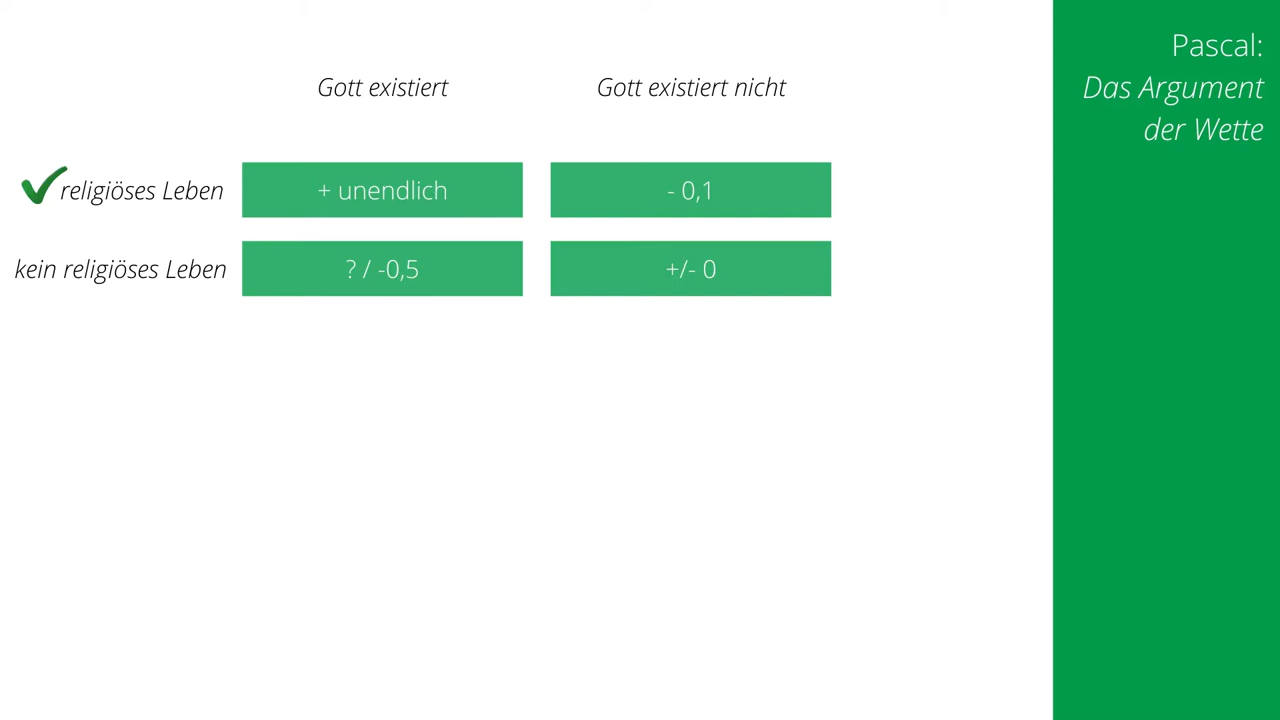 Pascal:
Das Argument
der Wette
Gott existiert
Gott existiert nicht
religiöses Leben
+ unendlich
- 0,1
kein religiöses Leben
? / -0,5
+/- 0